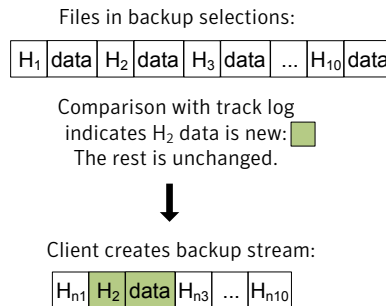 Files in backup selections:
H₁ data H₂ data H₃ data ... H₁₀ data
Comparison with track log
indicates H₂ data is new:
The rest is unchanged.
Client creates backup stream:
Hₙ₁ H₂ data Hₙ₃ ... Hₙ₁₀